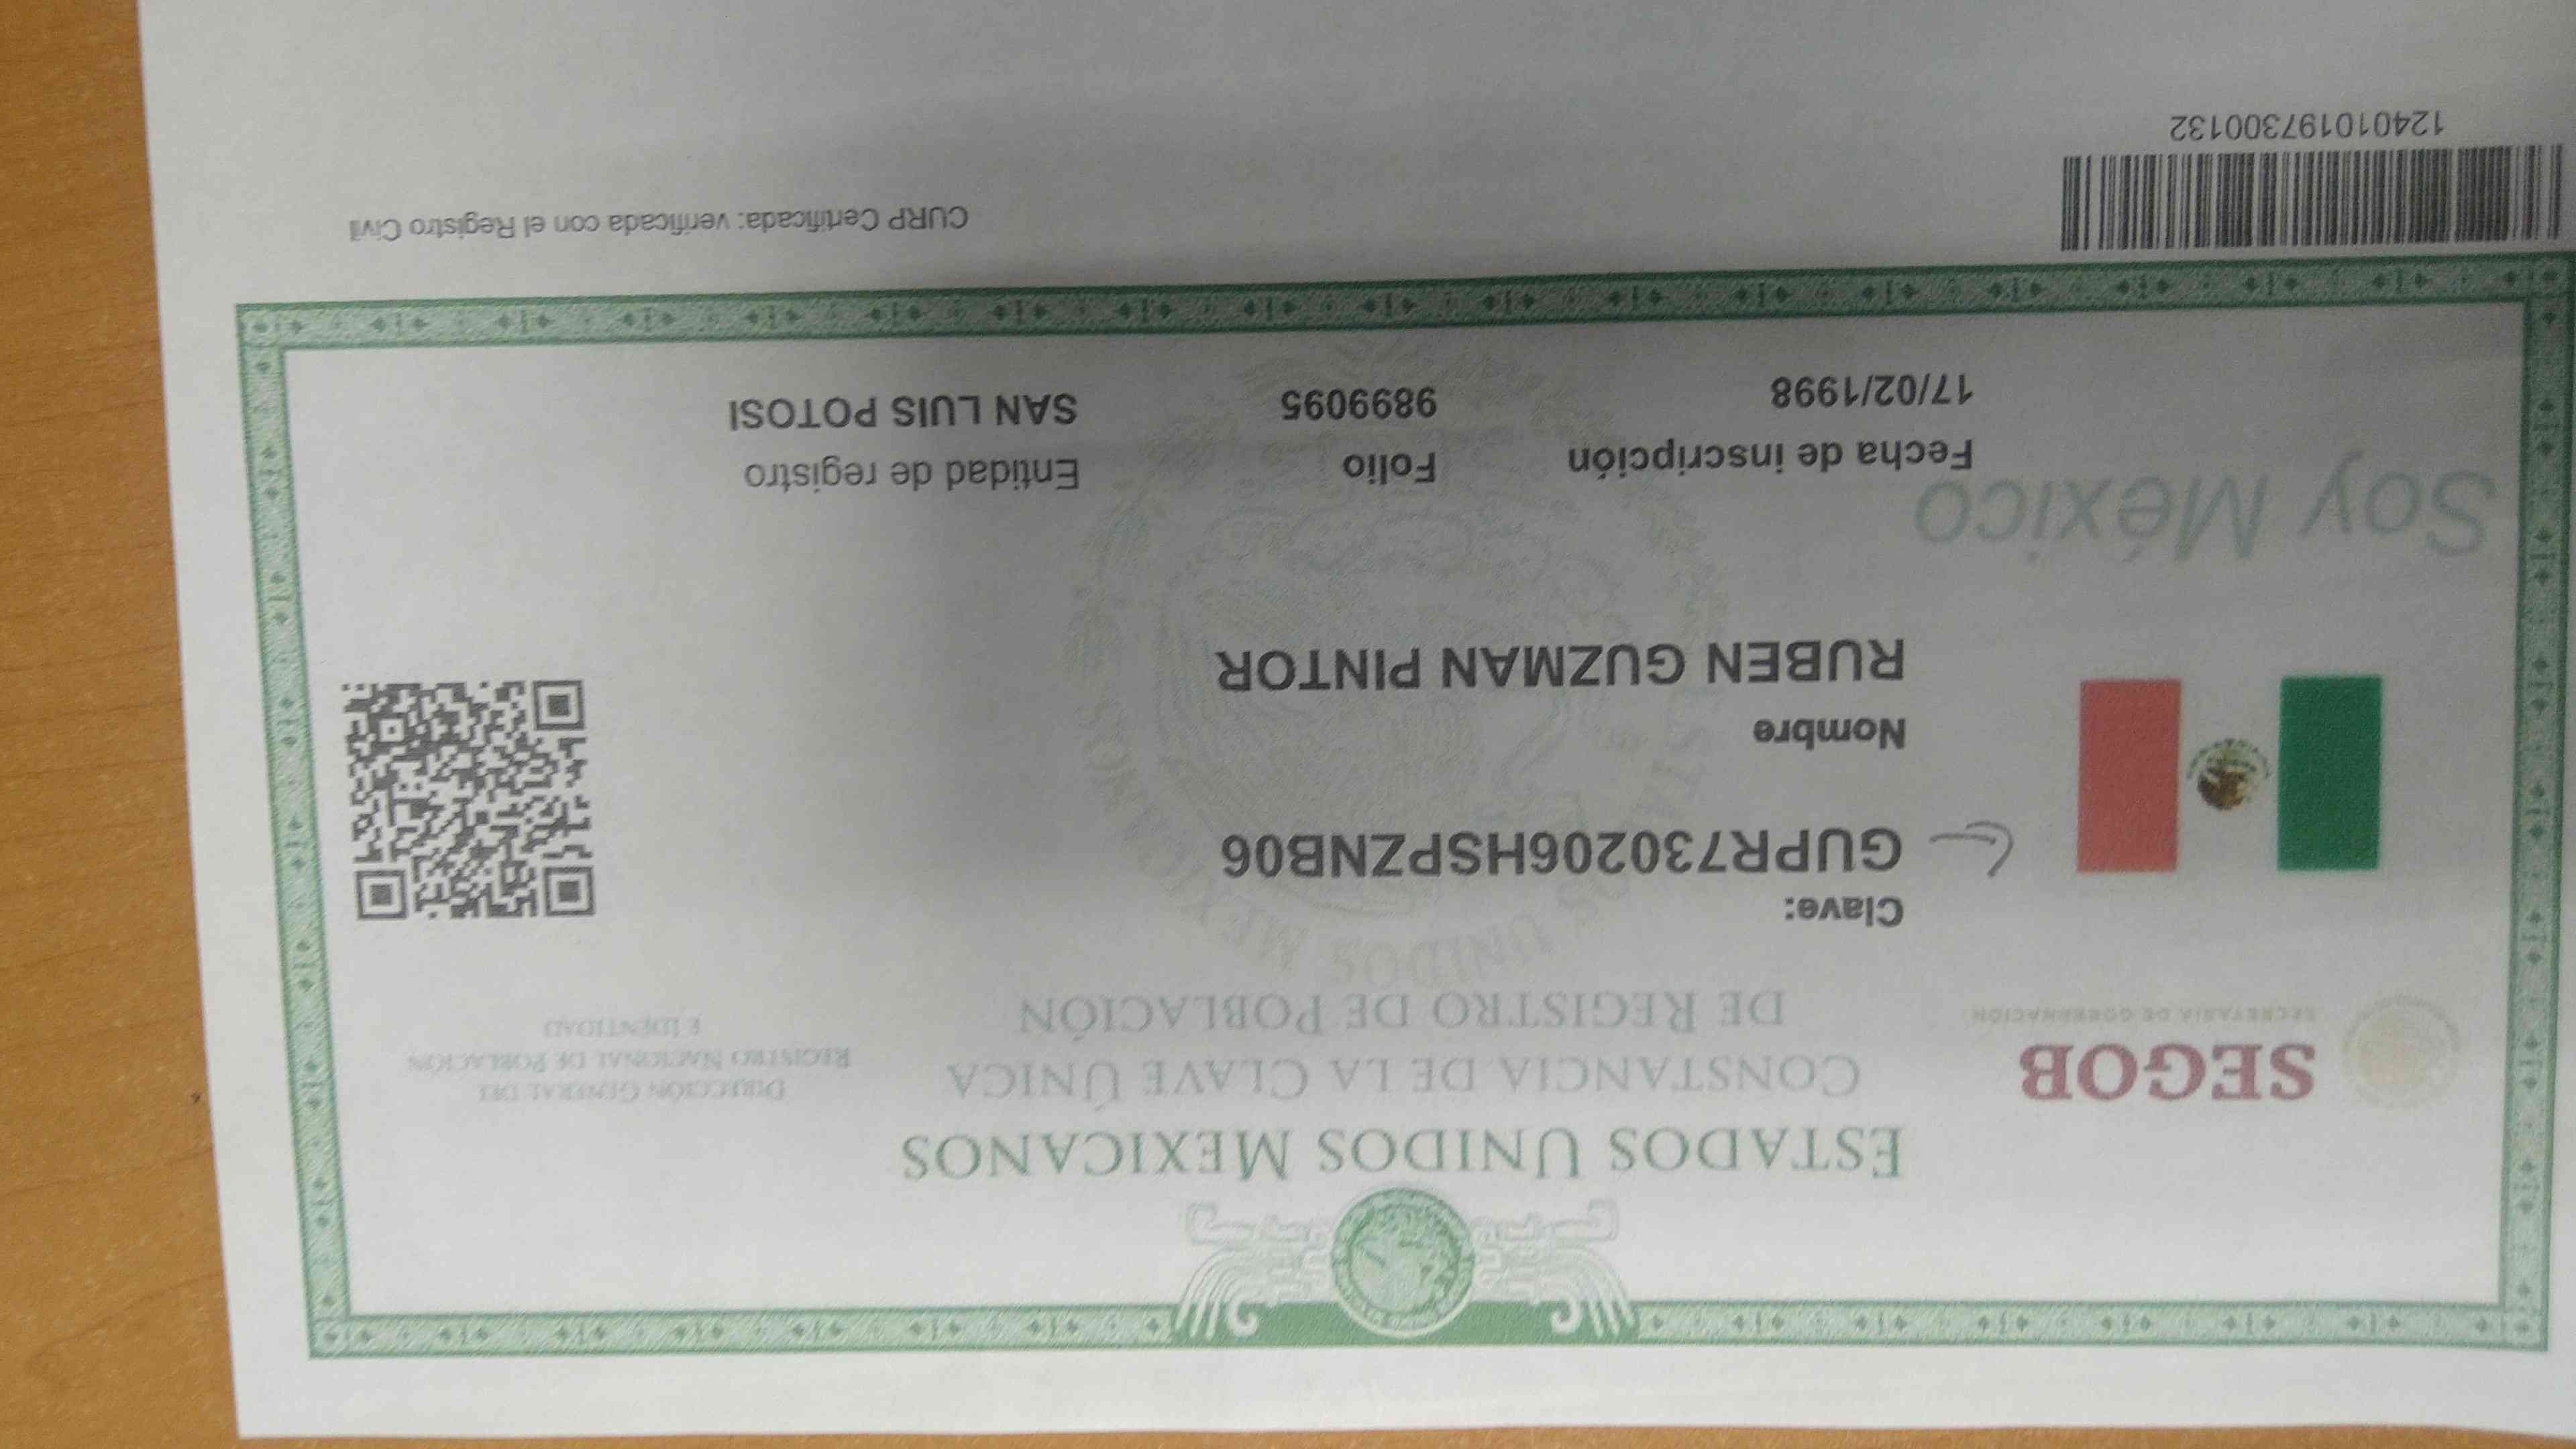 ESTADOS UNIDOS MEXICANOS
CONSTANCIA DE LA CLAVE ÚNICA
DE REGISTRO DE POBLACIÓN
SEGOB
SECRETARÍA DE GOBERNACIÓN
DIRECCIÓN GENERAL DEL
REGISTRO NACIONAL DE POBLACIÓN
E IDENTIDAD
Clave:
GUPR730206HSPZNB06
Nombre
RUBEN GUZMAN PINTOR
Soy México
Fecha de inscripción
17/02/1998
Folio
9899095
Entidad de registro
SAN LUIS POTOSI
124010197300132
CURP Certificada: verificada con el Registro Civil